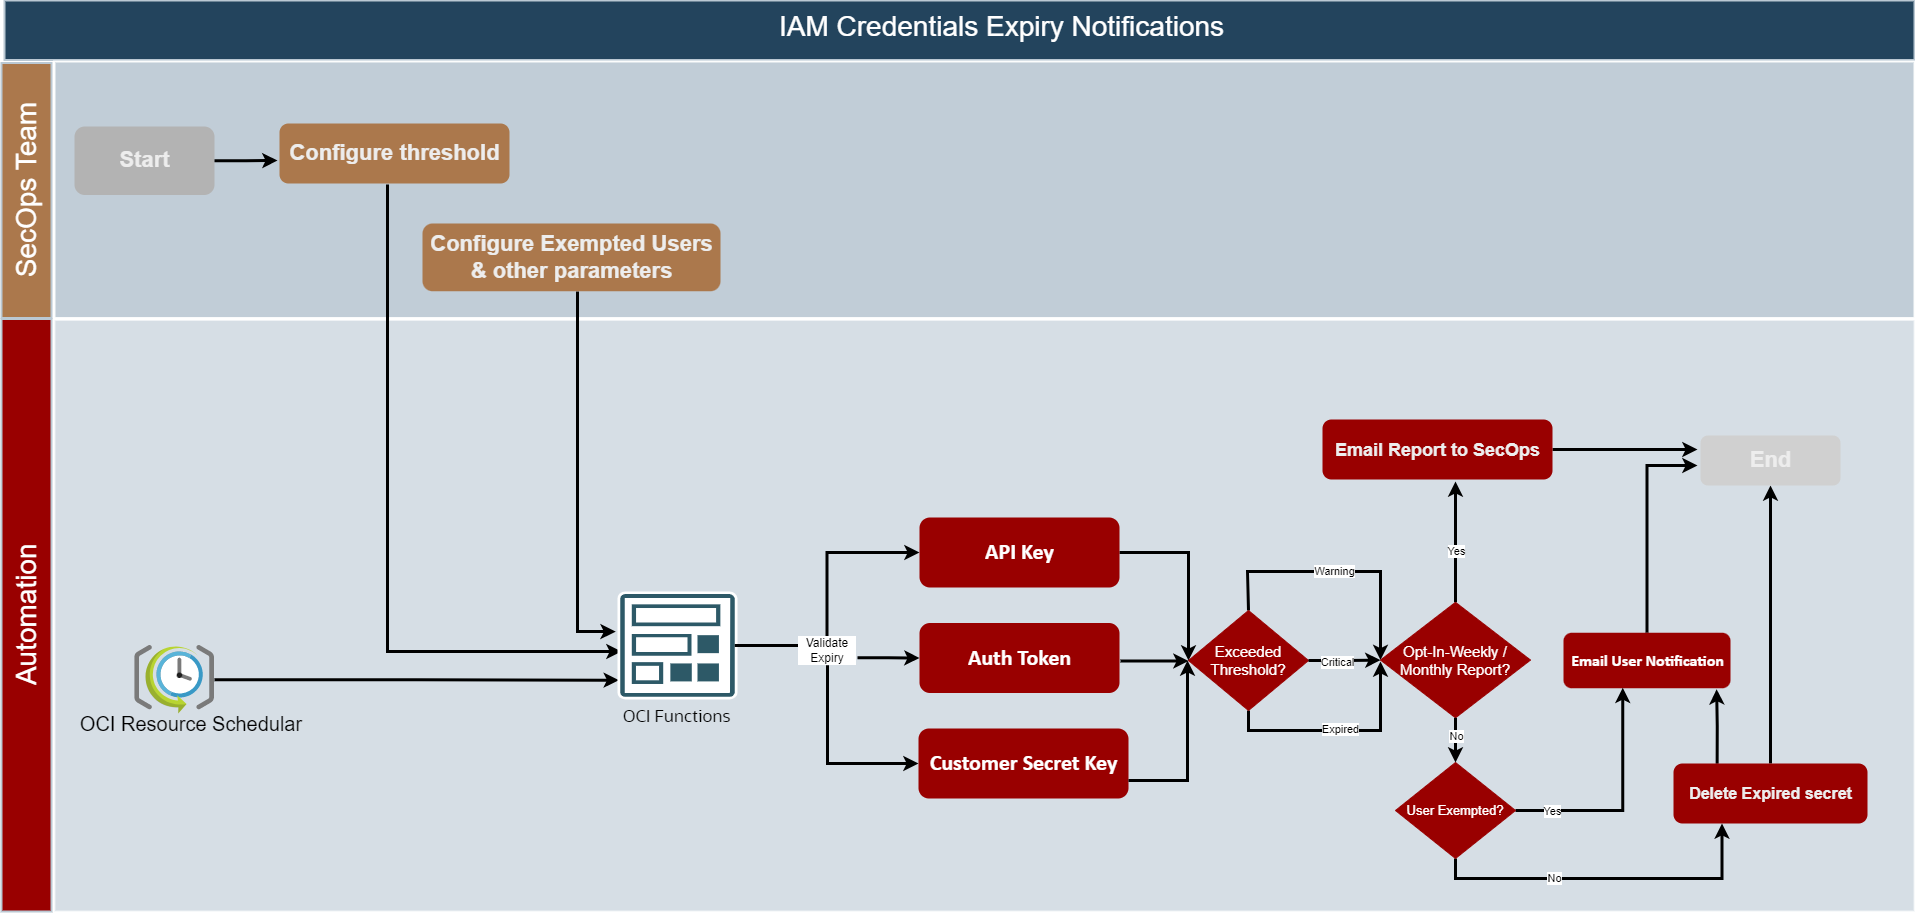 IAM Credentials Expiry Notifications
SecOps Team
Start
Configure threshold
Configure Exempted Users
& other parameters
Automation
OCI Resource Schedular
OCI Functions
Validate
Expiry
API Key
Auth Token
Customer Secret Key
Exceeded
Threshold?
Warning
Critical
Expired
Opt-In-Weekly /
Monthly Report?
Yes
Email Report to SecOps
End
No
User Exempted?
Yes
Email User Notification
No
Delete Expired secret